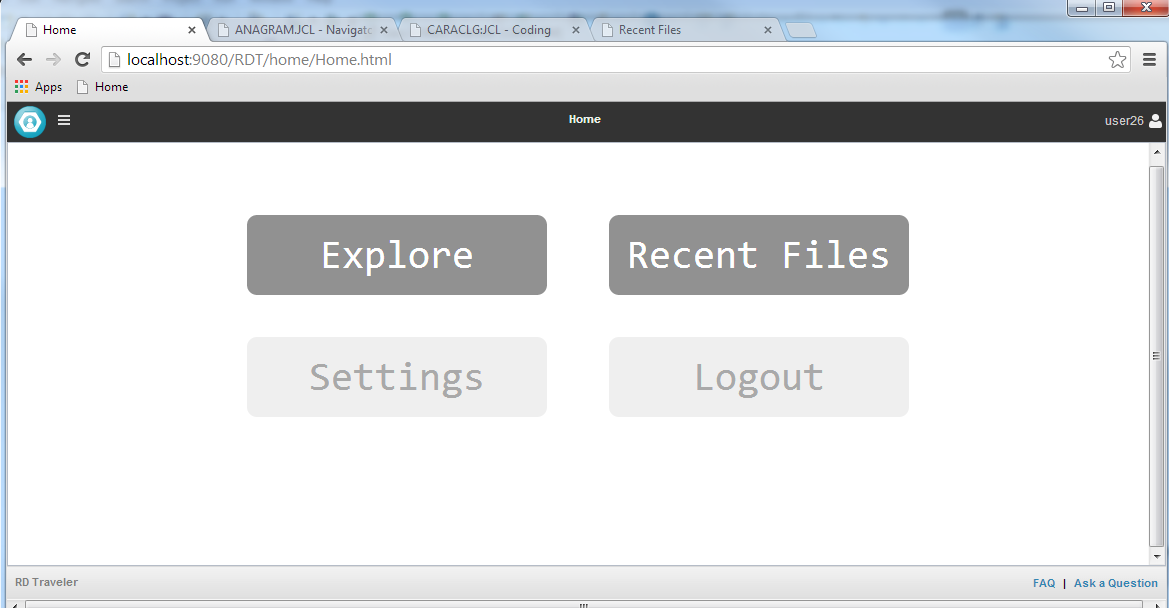 Home
ANAGRAM.JCL - Navigato
CARACLG.JCL - Coding
Recent Files
localhost:9080/RDT/home/Home.html
Apps
Home
Home
user26
Explore
Recent Files
Settings
Logout
RD Traveler
FAQ | Ask a Question